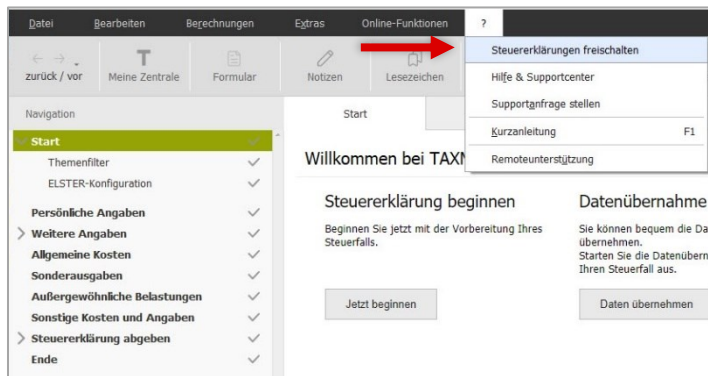 Datei Bearbeiten Berechnungen Extras Online-Funktionen ?
zurück / vor Meine Zentrale Formular Notizen Lesezeichen
Steuererklärungen freischalten
Hilfe & Supportcenter
Supportanfrage stellen
Kurzanleitung F1
Remoteunterstützung
Navigation
Start
Themenfilter
ELSTER-Konfiguration
Persönliche Angaben
Weitere Angaben
Allgemeine Kosten
Sonderausgaben
Außergewöhnliche Belastungen
Sonstige Kosten und Angaben
Steuererklärung abgeben
Ende
Start
Willkommen bei
Steuererklärung beginnen
Beginnen Sie jetzt mit der Vorbereitung Ihres
Steuerfalls.
Jetzt beginnen
Datenübernahme
Sie können bequem die
übernehmen.
Starten Sie die
Ihren Steuerfall aus.
Daten übernehmen